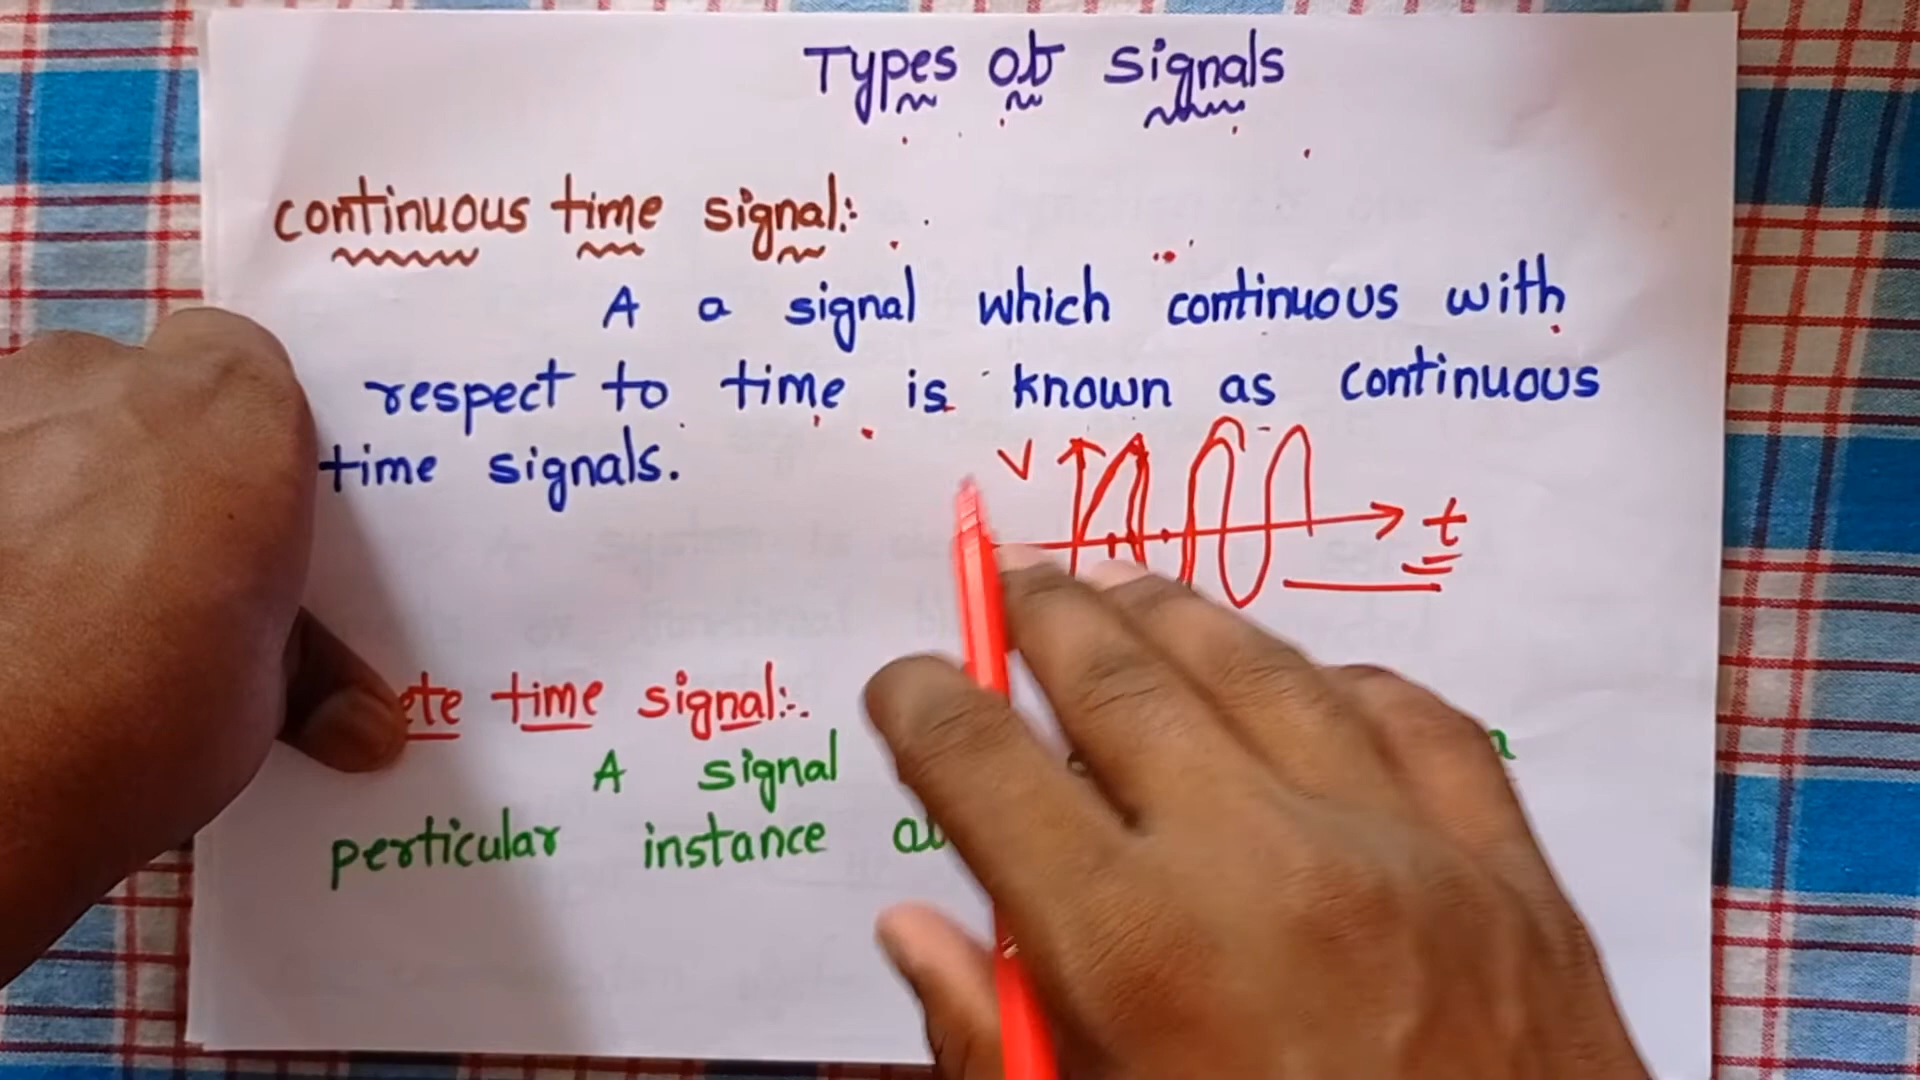 Types of signals
continuous time signal:-
A a signal which continuous with
respect to time is known as continuous
time signals.
V
t
time signal:-
A signal a
perticular instance